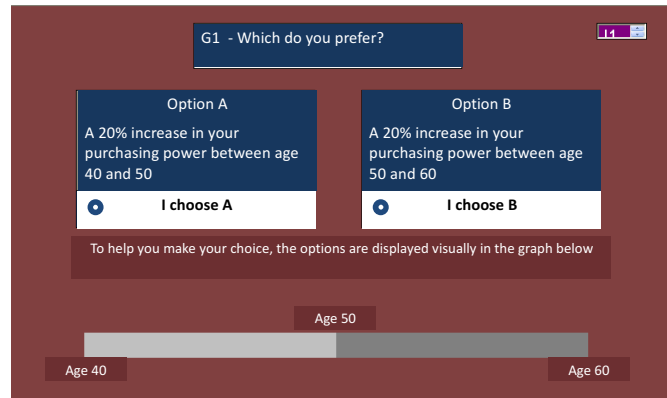 G1 - Which do you prefer?
I1
Option A
A 20% increase in your
purchasing power between age
40 and 50
I choose A
Option B
A 20% increase in your
purchasing power between age
50 and 60
I choose B
To help you make your choice, the options are displayed visually in the graph below
Age 50
Age 40
Age 60